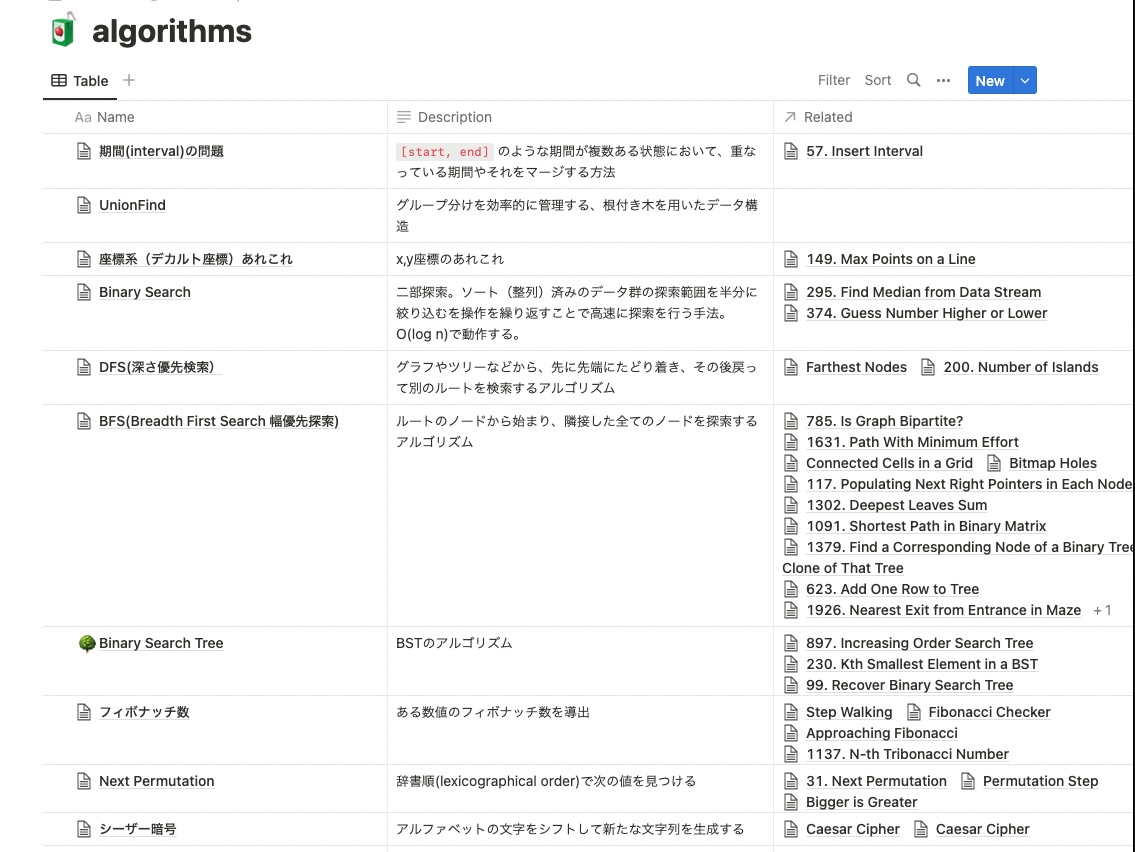 algorithms
Table
Filter Sort New
Aa Name Description Related
期間(interval)の問題
[start, end] のような期間が複数ある状態において、重な
っている期間やそれをマージする方法
57. Insert Interval
UnionFind
グループ分けを効率的に管理する、根付き木を用いたデータ構
造
座標系（デカルト座標）あれこれ
x,y座標のあれこれ
149. Max Points on a Line
Binary Search
二部探索。ソート（整列）済みのデータ群の探索範囲を半分に
絞り込むを操作を繰り返すことで高速に探索を行う手法。
O(log n)で動作する。
295. Find Median from Data Stream
374. Guess Number Higher or Lower
DFS(深さ優先検索）
グラフやツリーなどから、先に先端にたどり着き、その後戻っ
て別のルートを検索するアルゴリズム
Farthest Nodes 200. Number of Islands
BFS(Breadth First Search 幅優先探索)
ルートのノードから始まり、隣接した全てのノードを探索する
アルゴリズム
785. Is Graph Bipartite?
1631. Path With Minimum Effort
Connected Cells in a Grid Bitmap Holes
117. Populating Next Right Pointers in Each Node
1302. Deepest Leaves Sum
1091. Shortest Path in Binary Matrix
1379. Find a Corresponding Node of a Binary Tree
Clone of That Tree
623. Add One Row to Tree
1926. Nearest Exit from Entrance in Maze +1
Binary Search Tree
BSTのアルゴリズム
897. Increasing Order Search Tree
230. Kth Smallest Element in a BST
99. Recover Binary Search Tree
フィボナッチ数
ある数値のフィボナッチ数を導出
Step Walking Fibonacci Checker
Approaching Fibonacci
1137. N-th Tribonacci Number
Next Permutation
辞書順(lexicographical order)で次の値を見つける
31. Next Permutation Permutation Step
Bigger is Greater
シーザー暗号
アルファベットの文字をシフトして新たな文字列を生成する
Caesar Cipher Caesar Cipher